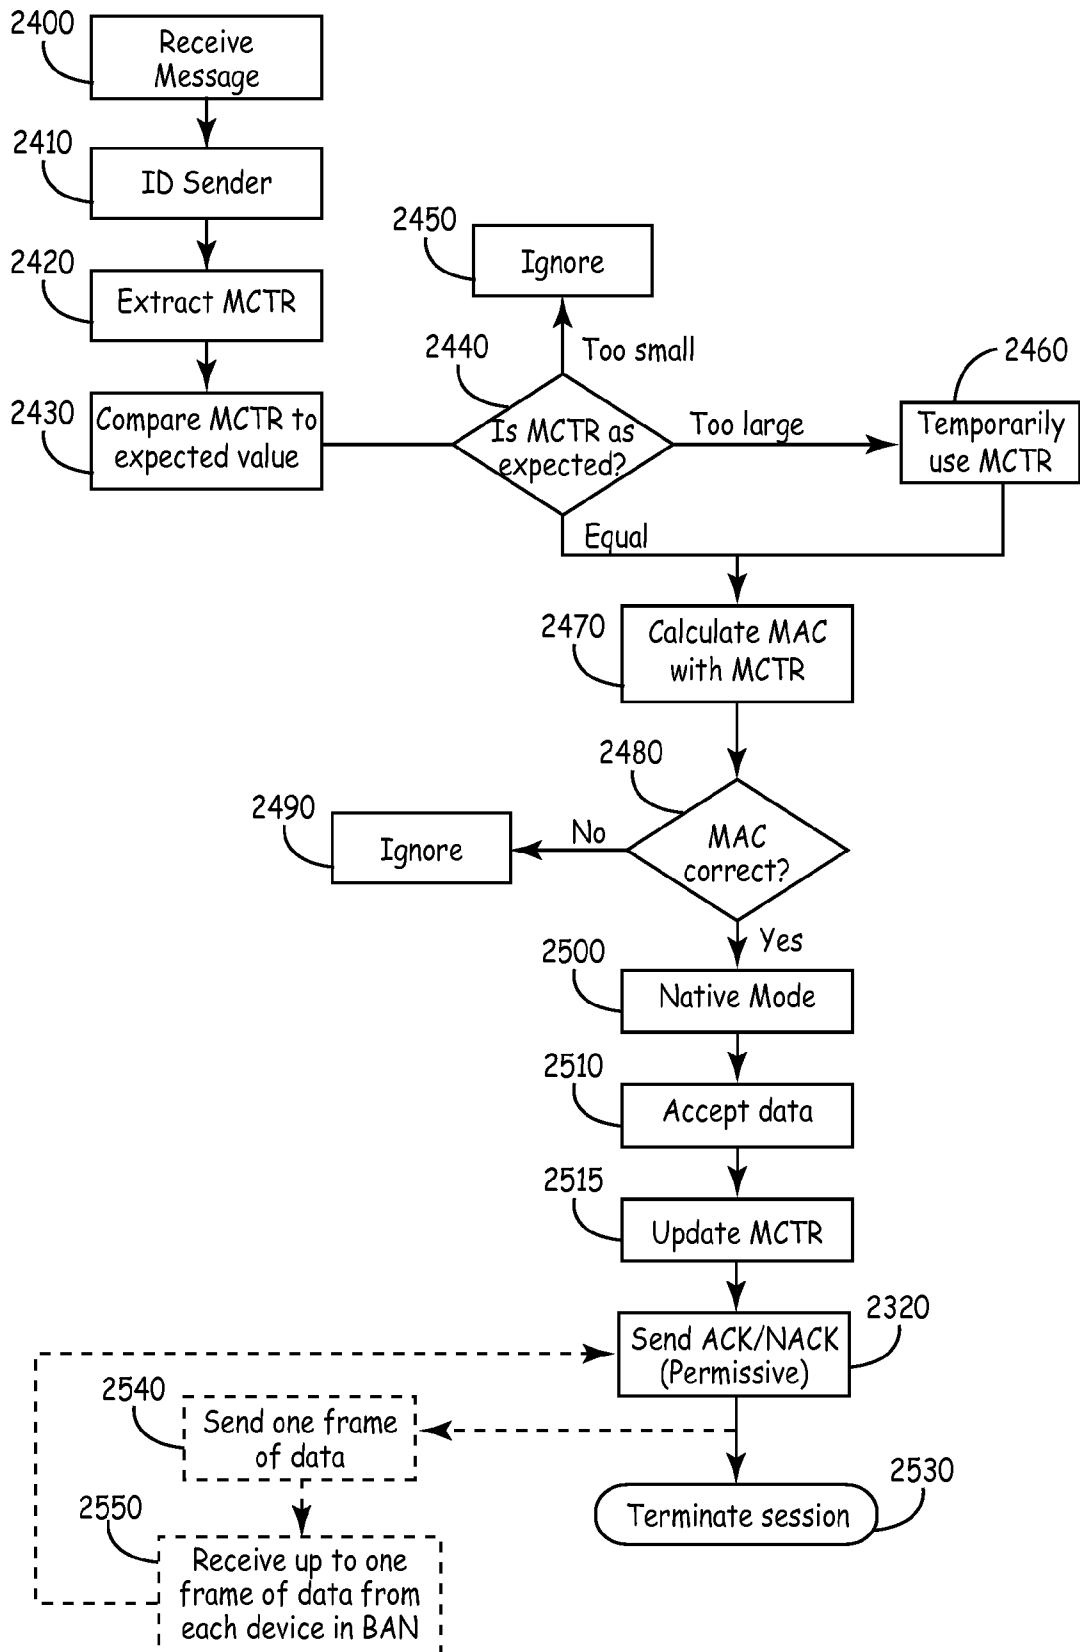 2400
Receive
Message
2410
ID Sender
2420
Extract MCTR
2430
Compare MCTR to
expected value
2440
Is MCTR as
expected?
2450
Ignore
Too small
Too large
2460
Temporarily
use MCTR
Equal
2470
Calculate MAC
with MCTR
2480
MAC
correct?
No
2490
Ignore
Yes
2500
Native Mode
2510
Accept data
2515
Update MCTR
2320
Send ACK/NACK
(Permissive)
2540
Send one frame
of data
2530
Terminate session
2550
Receive up to one
frame of data from
each device in BAN